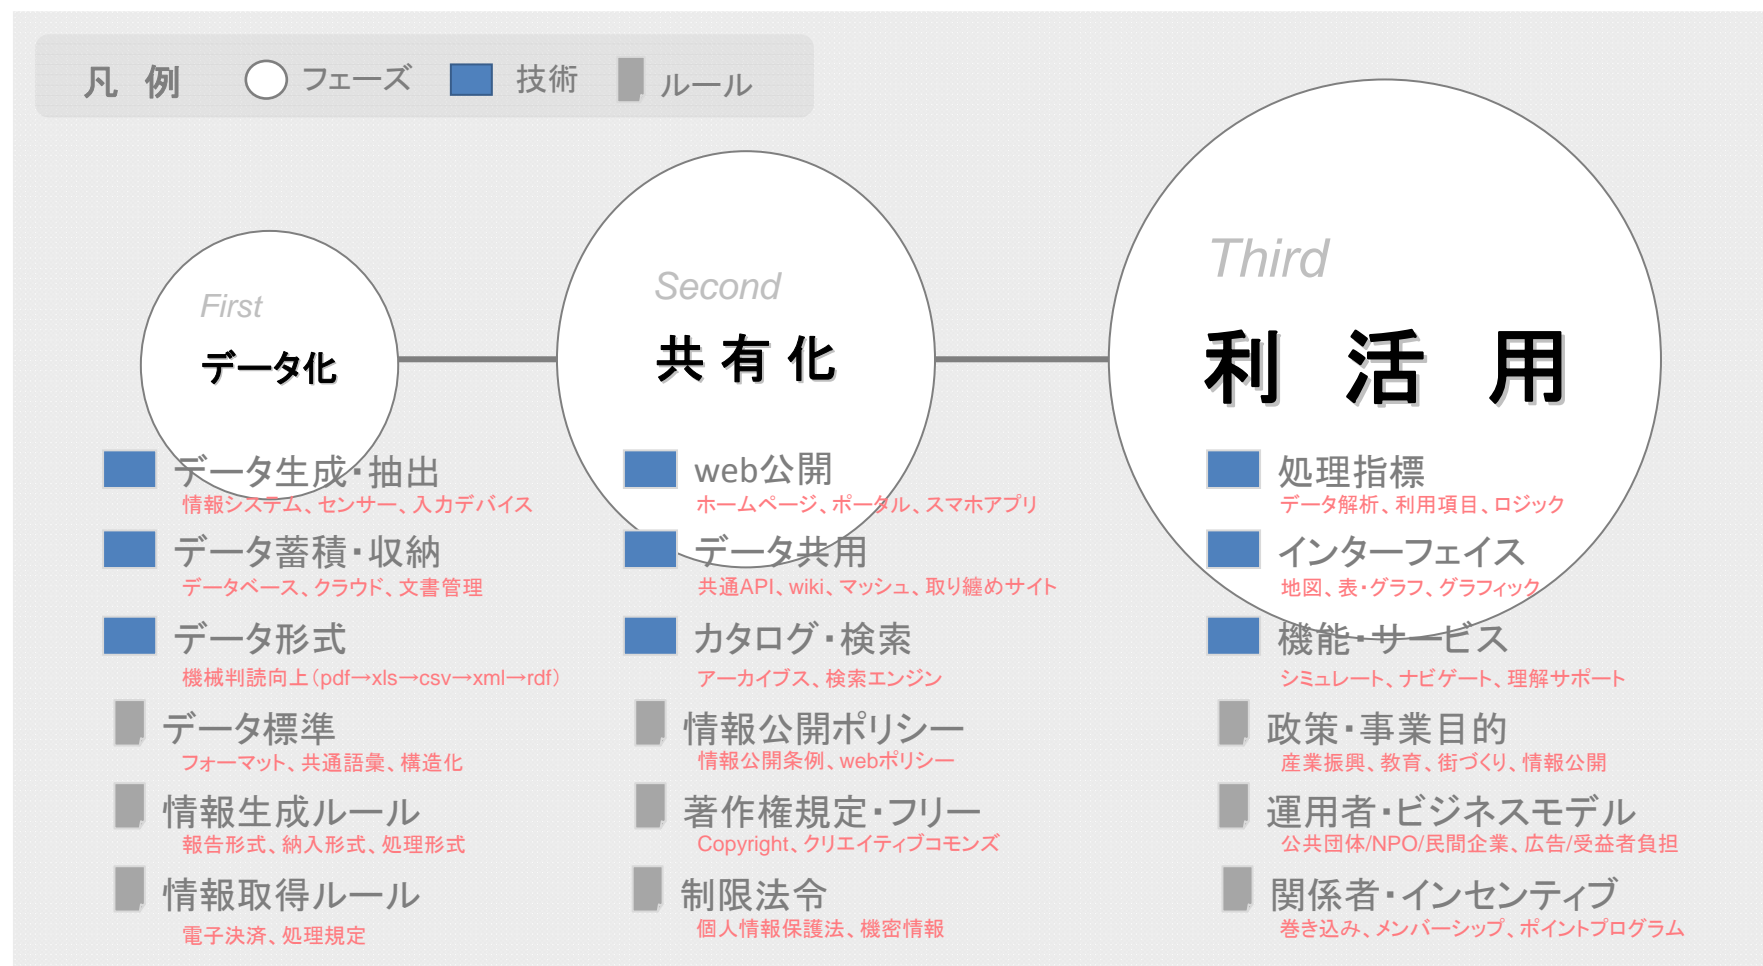 凡 例 フェーズ 技術 ルール
First
データ化
データ生成・抽出
情報システム、センサー、入力デバイス
データ蓄積・収納
データベース、クラウド、文書管理
データ形式
機械判読向上（pdf→xls→csv→xml→rdf）
データ標準
フォーマット、共通語彙、構造化
情報生成ルール
報告形式、納入形式、処理形式
情報取得ルール
電子決済、処理規定
Second
共有化
web公開
ホームページ、ポータル、スマホアプリ
データ共用
共通API、wiki、マッシュ、取り纏めサイト
カタログ・検索
アーカイブス、検索エンジン
情報公開ポリシー
情報公開条例、webポリシー
著作権規定・フリー
Copyright、クリエイティブコモンズ
制限法令
個人情報保護法、機密情報
Third
利 活 用
処理指標
データ解析、利用項目、ロジック
インターフェイス
地図、表・グラフ、グラフィック
機能・サービス
シミュレート、ナビゲート、理解サポート
政策・事業目的
産業振興、教育、街づくり、情報公開
運用者・ビジネスモデル
公共団体/NPO/民間企業、広告/受益者負担
関係者・インセンティブ
巻き込み、メンバーシップ、ポイントプログラム